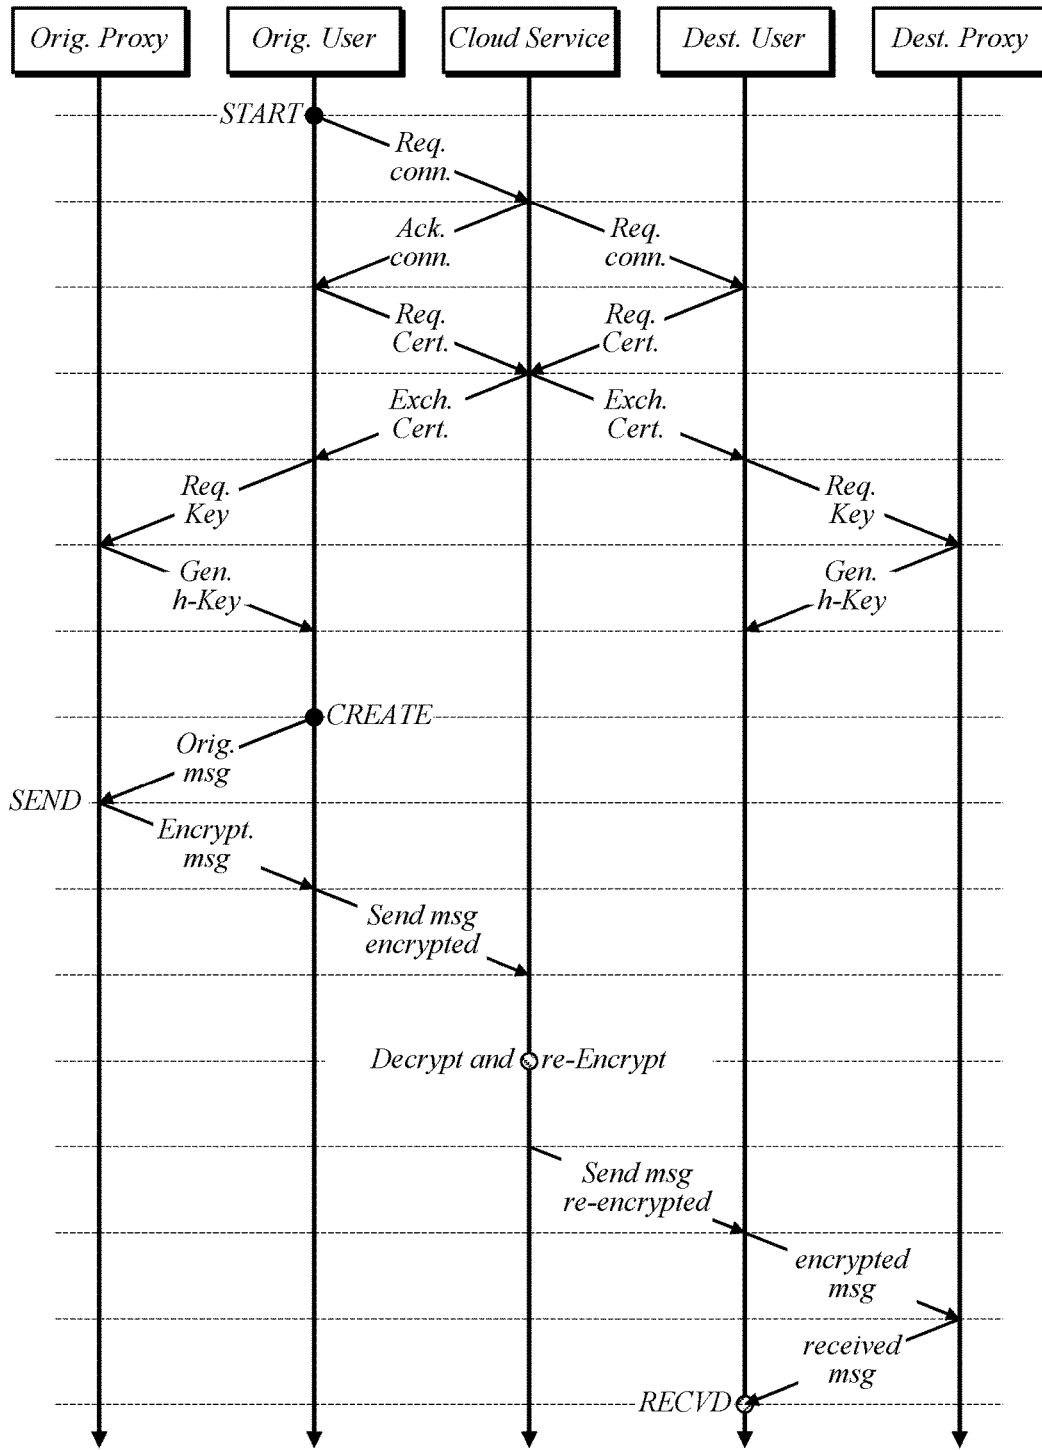 Orig. Proxy
Orig. User
Cloud Service
Dest. User
Dest. Proxy
START
Req.
conn.
Ack.
conn.
Req.
conn.
Req.
Cert.
Req.
Cert.
Exch.
Cert.
Exch.
Cert.
Req.
Key
Req.
Key
Gen.
h-Key
Gen.
h-Key
CREATE
Orig.
msg
SEND
Encrypt.
msg
Send msg
encrypted
Decrypt and re-Encrypt
Send msg
re-encrypted
encrypted
msg
received
msg
RECVD